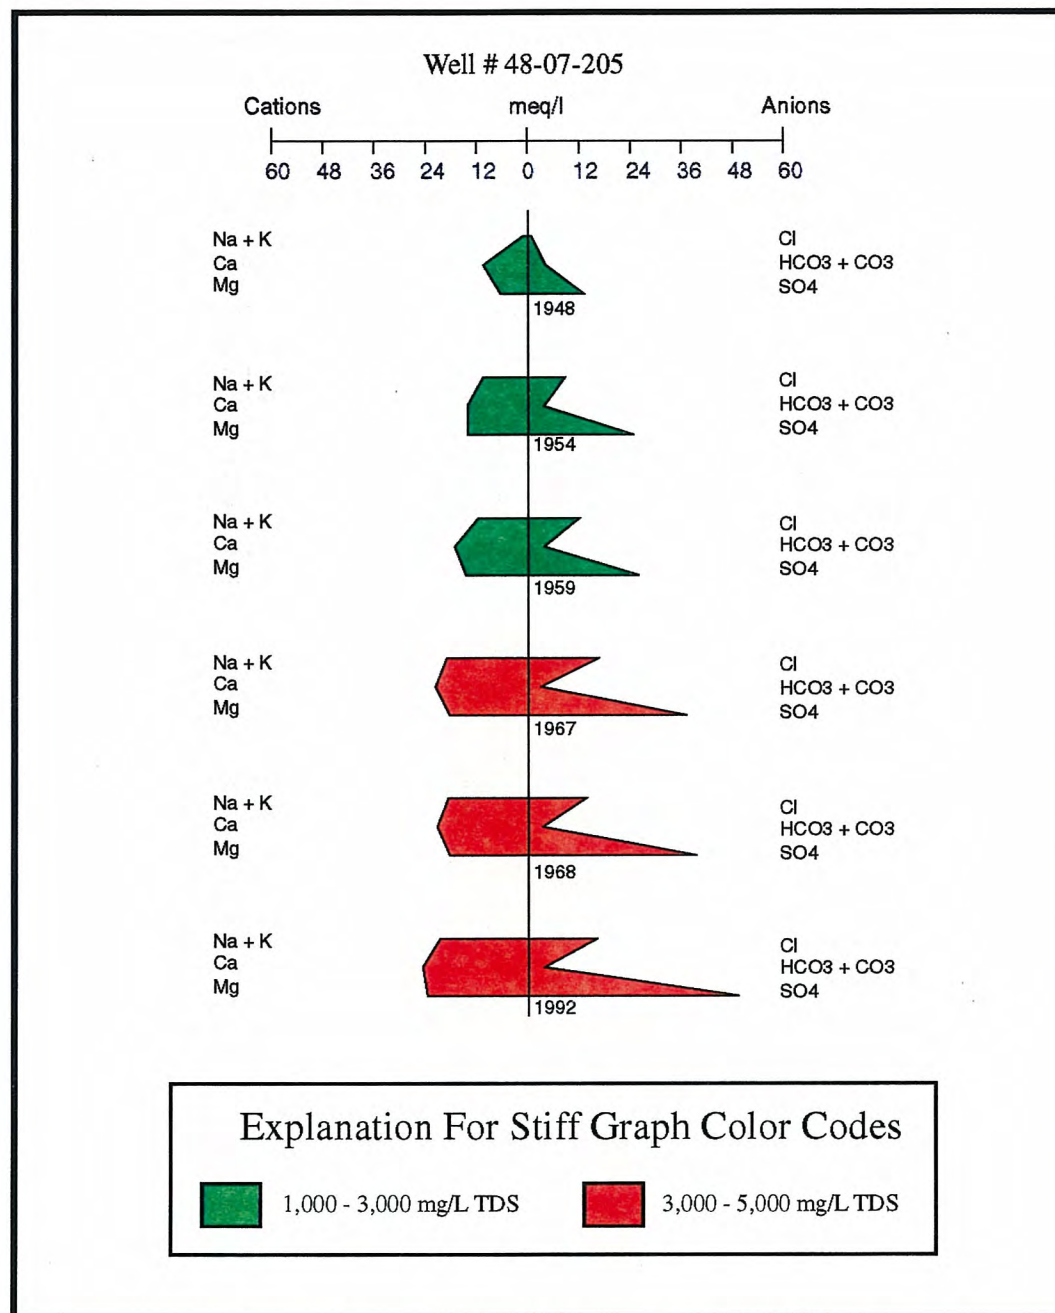 Well # 48-07-205
Cations meq/l Anions
60 48 36 24 12 0 12 24 36 48 60
Na + K Cl
Ca HCO3 + CO3
Mg SO4
1948
Na + K Cl
Ca HCO3 + CO3
Mg SO4
1954
Na + K Cl
Ca HCO3 + CO3
Mg SO4
1959
Na + K Cl
Ca HCO3 + CO3
Mg SO4
1967
Na + K Cl
Ca HCO3 + CO3
Mg SO4
1968
Na + K Cl
Ca HCO3 + CO3
Mg SO4
1992
Explanation For Stiff Graph Color Codes
1,000 - 3,000 mg/L TDS 3,000 - 5,000 mg/L TDS